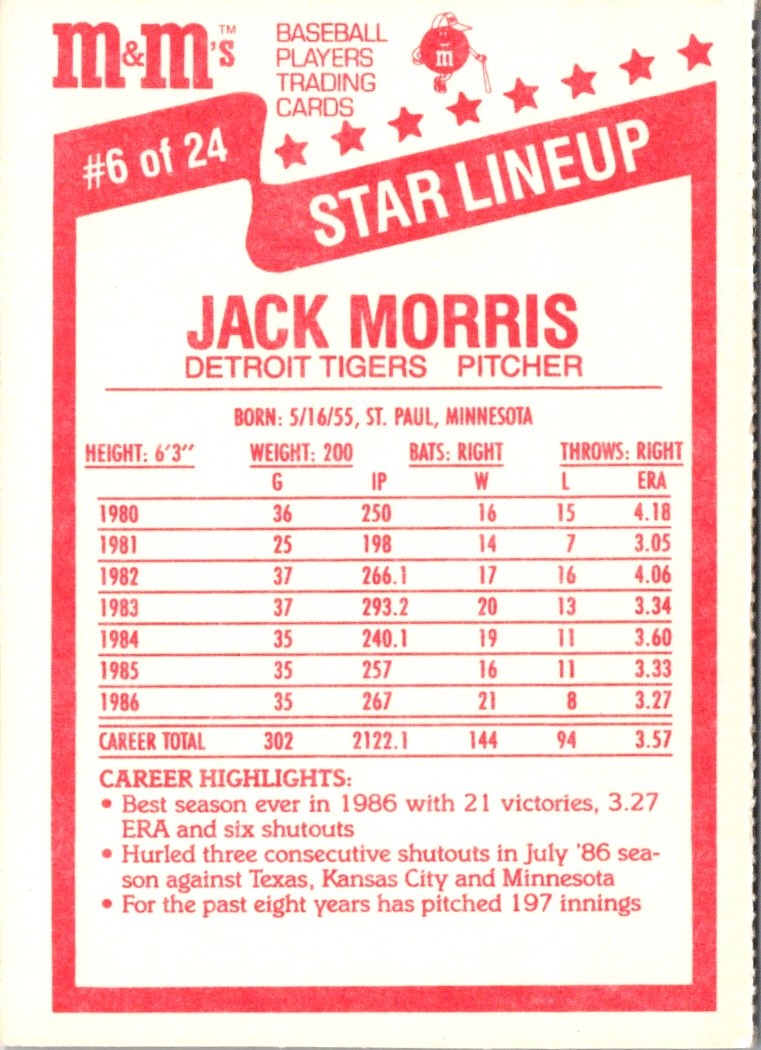 m&m's™
BASEBALL
PLAYERS
TRADING
CARDS
m
#6 of 24
STAR LINEUP
JACK MORRIS
DETROIT TIGERS PITCHER
BORN: 5/16/55, ST. PAUL, MINNESOTA
HEIGHT: 6'3" WEIGHT: 200 BATS: RIGHT THROWS: RIGHT
G IP W L ERA
1980 36 250 16 15 4.18
1981 25 198 14 7 3.05
1982 37 266.1 17 16 4.06
1983 37 293.2 20 13 3.34
1984 35 240.1 19 11 3.60
1985 35 257 16 11 3.33
1986 35 267 21 8 3.27
CAREER TOTAL 302 2122.1 144 94 3.57
CAREER HIGHLIGHTS:
• Best season ever in 1986 with 21 victories, 3.27
ERA and six shutouts
• Hurled three consecutive shutouts in July '86 sea-
son against Texas, Kansas City and Minnesota
• For the past eight years has pitched 197 innings